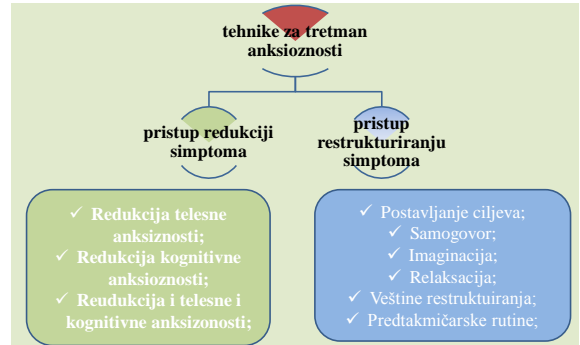 tehnike za tretman
anksioznosti
pristup redukciji
simptoma
pristup
restrukturiranju
simptoma
✓ Redukcija telesne
anksiznosti;
✓ Redukcija kognitivne
anksioznosti;
✓ Reudukcija i telesne i
kognitivne anksizonosti;
✓ Postavljanje ciljeva;
✓ Samogovor;
✓ Imaginacija;
✓ Relaksacija;
✓ Veštine restruktuiranja;
✓ Predtakmičarske rutine;